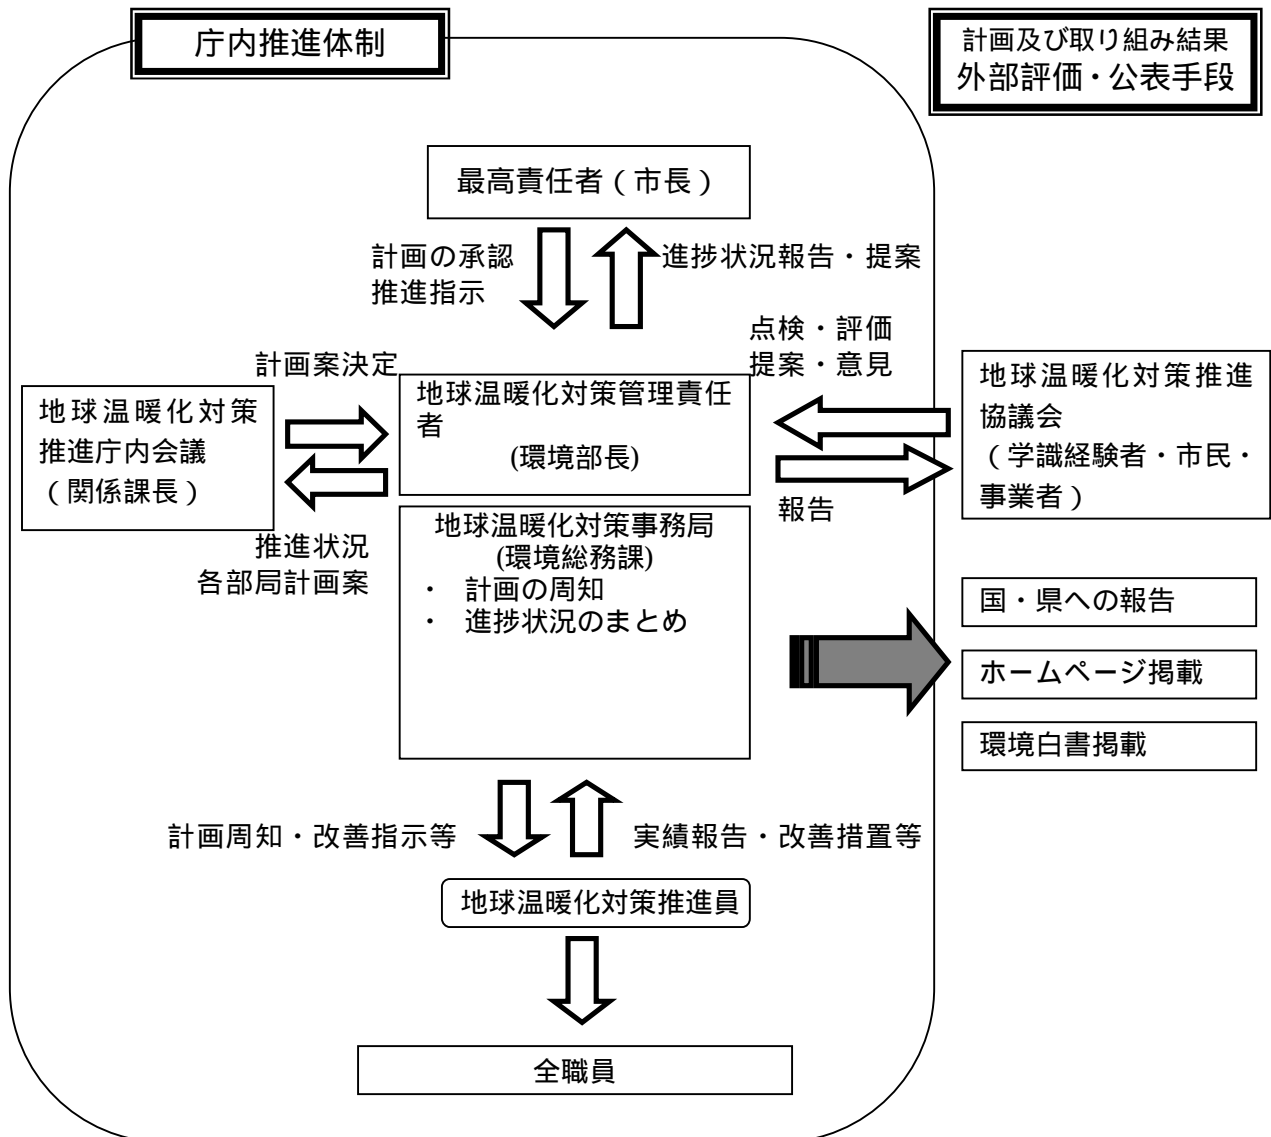 庁内推進体制
計画及び取り組み結果
外部評価・公表手段
最高責任者（市長）
計画の承認
推進指示
進捗状況報告・提案
点検・評価
提案・意見
計画案決定
地球温暖化対策
推進庁内会議
（関係課長）
地球温暖化対策管理責任
者
(環境部長)
地球温暖化対策推進
協議会
（学識経験者・市民・
事業者）
報告
推進状況
各部局計画案
地球温暖化対策事務局
(環境総務課)
・ 計画の周知
・ 進捗状況のまとめ
国・県への報告
ホームページ掲載
環境白書掲載
計画周知・改善指示等
実績報告・改善措置等
地球温暖化対策推進員
全職員